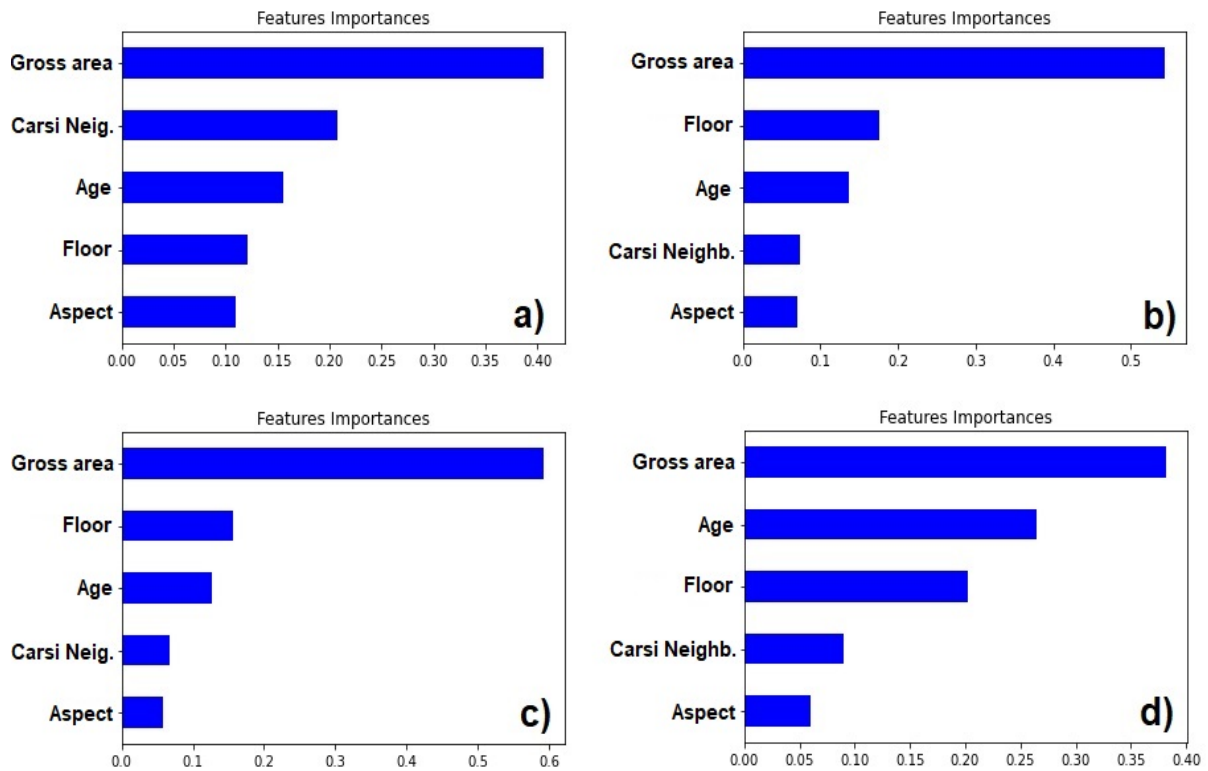 Features Importances
Gross area
Carsi Neig.
Age
Floor
Aspect
a)
0.00 0.05 0.10 0.15 0.20 0.25 0.30 0.35 0.40
Features Importances
Gross area
Floor
Age
Carsi Neighb.
Aspect
b)
0.0 0.1 0.2 0.3 0.4 0.5
Features Importances
Gross area
Floor
Age
Carsi Neig.
Aspect
c)
0.0 0.1 0.2 0.3 0.4 0.5 0.6
Features Importances
Gross area
Age
Floor
Carsi Neighb.
Aspect
d)
0.00 0.05 0.10 0.15 0.20 0.25 0.30 0.35 0.40